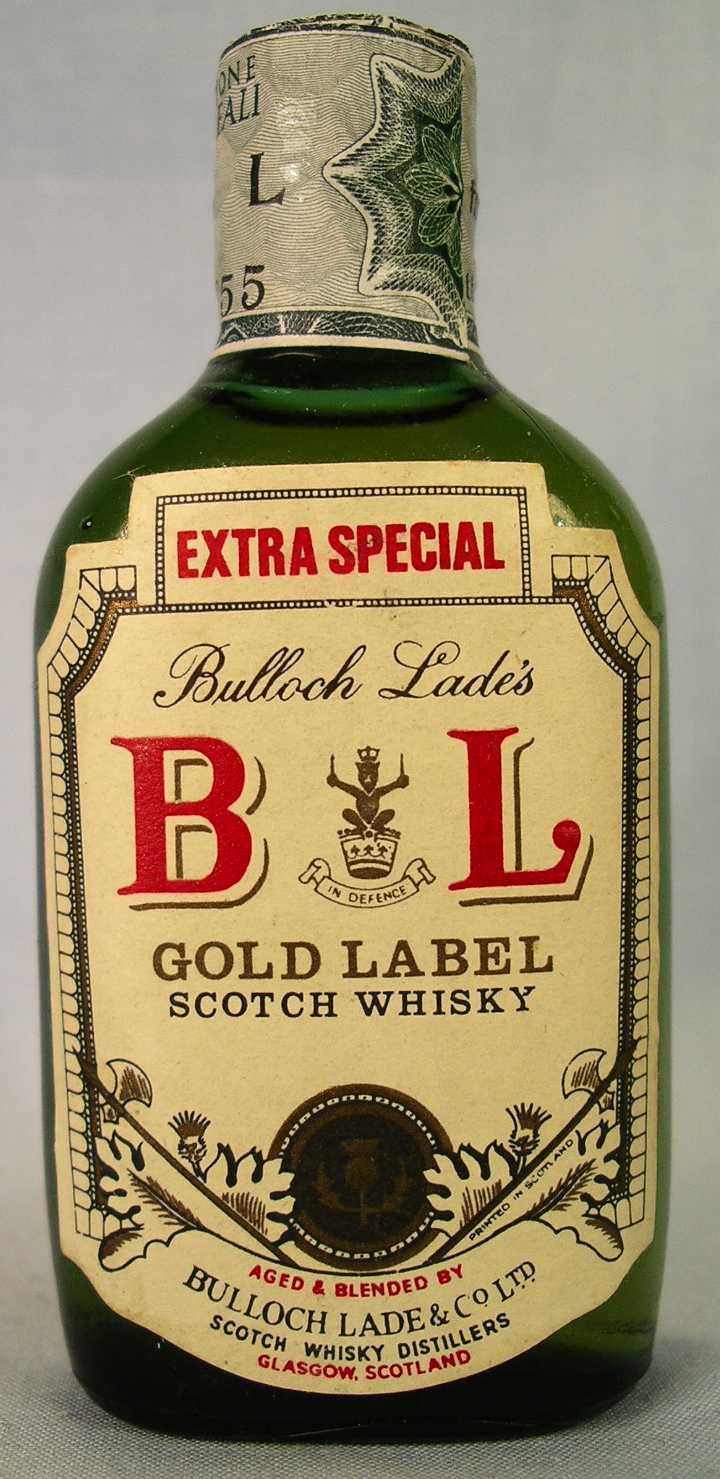 L
55
EXTRA SPECIAL
Bulloch Lade's
B L
IN DEFENCE
GOLD LABEL
SCOTCH WHISKY
PRINTED IN SCOTLAND
AGED & BLENDED BY
BULLOCH LADE & CO LTD
SCOTCH WHISKY DISTILLERS
GLASGOW, SCOTLAND